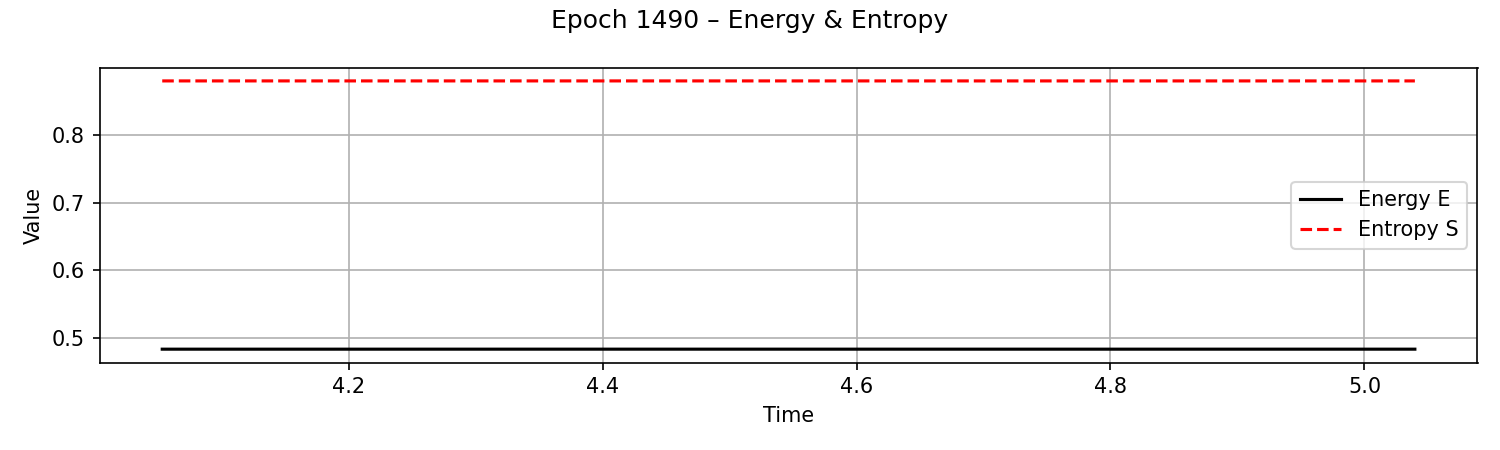 Epoch 1490 – Energy & Entropy
0.8
0.7
0.6
0.5
Value
Energy E
Entropy S
4.2 4.4 4.6 4.8 5.0
Time